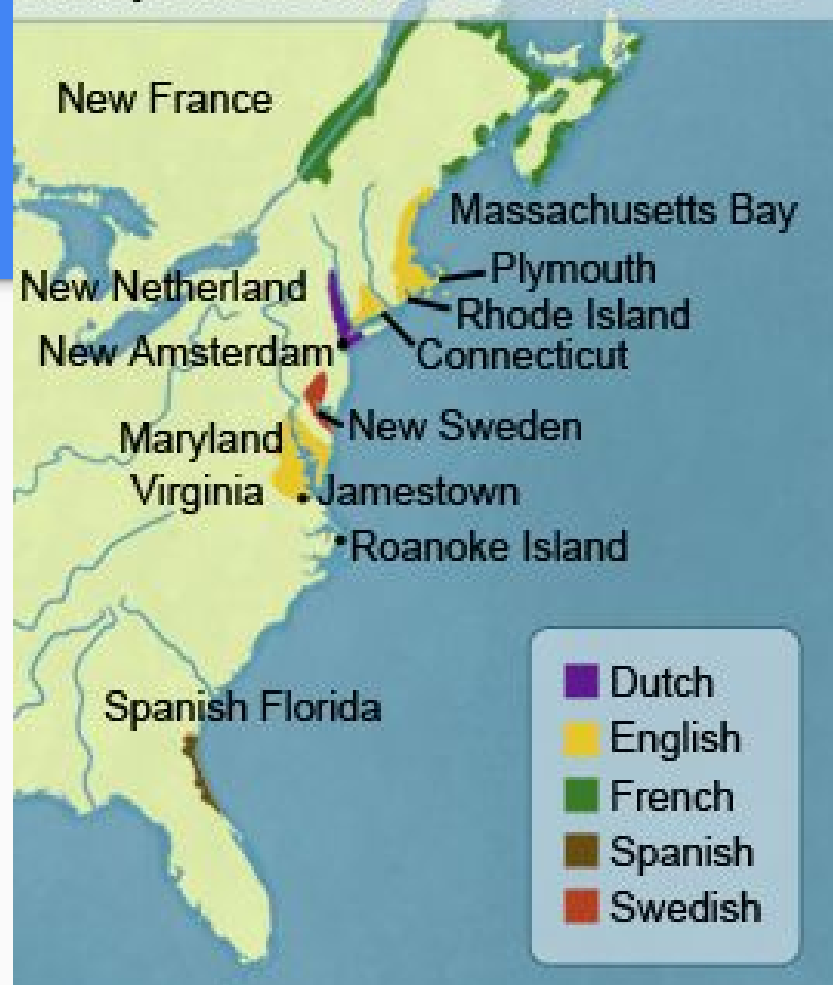 New France
Massachusetts Bay
Plymouth
New Netherland
Rhode Island
New Amsterdam
Connecticut
New Sweden
Maryland
Virginia
Jamestown
Roanoke Island
Spanish Florida
Dutch
English
French
Spanish
Swedish